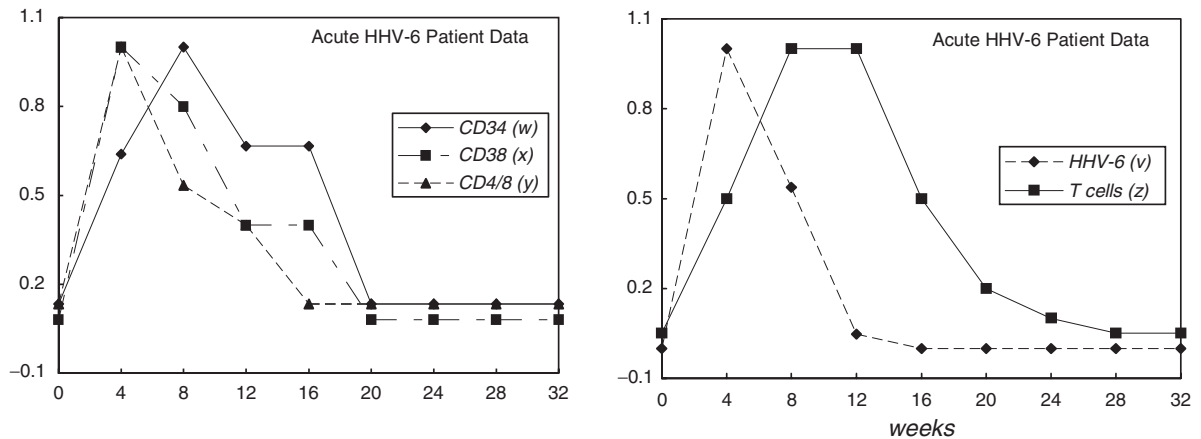 1.1
Acute HHV-6 Patient Data
0.8
CD34 (w)
CD38 (x)
CD4/8 (y)
0.5
0.2
−0.1
0 4 8 12 16 20 24 28 32
1.1
Acute HHV-6 Patient Data
0.8
HHV-6 (v)
T cells (z)
0.5
0.2
−0.1
0 4 8 12 16 20 24 28 32
weeks